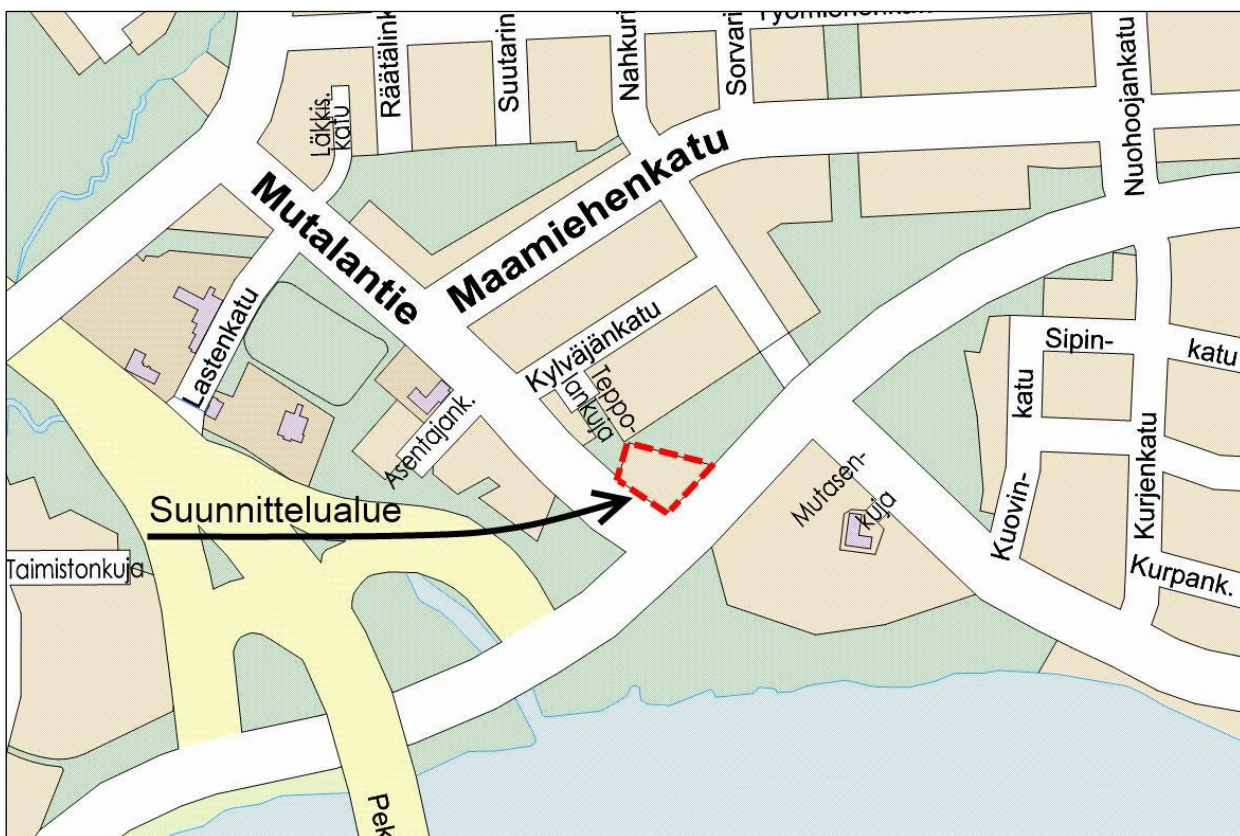 Räätälink
Suutarin
Nahkuri
Sorvari
Nuohoojankatu
Läkkis.
katu
Mutalantie
Maamiehenkatu
Lastenkatu
Kylväjänkatu
Teppo-
lankuja
Asentajank.
Sipin-
katu
katu
Kuovin-
Kurjenkatu
Kurpank.
Mutasen-
kuja
Suunnittelualue
Taimistonkuja
Pek